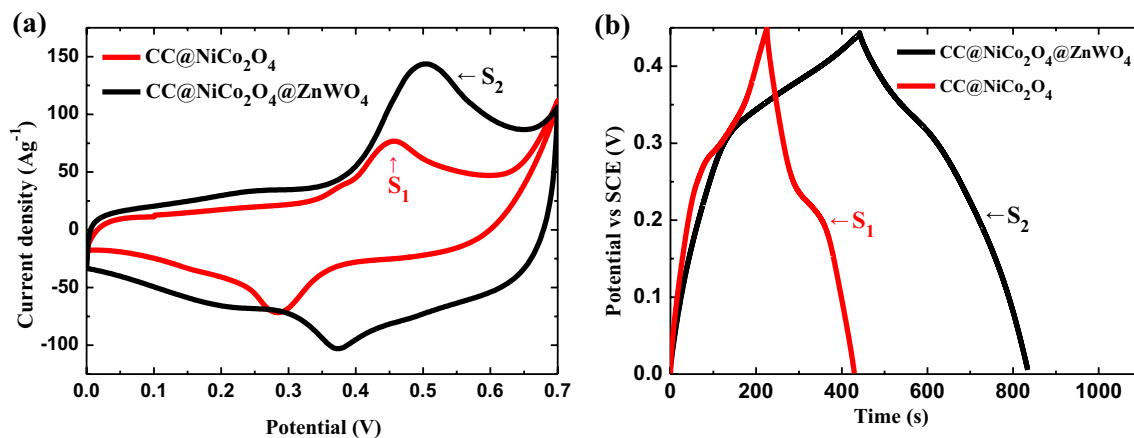 (a)
CC@NiCo₂O₄
CC@NiCo₂O₄@ZnWO₄
←S₂
↑
S₁
150
100
50
0
-50
-100
Current density (Ag⁻¹)
0.0 0.1 0.2 0.3 0.4 0.5 0.6 0.7
Potential (V)
(b)
CC@NiCo₂O₄@ZnWO₄
CC@NiCo₂O₄
←S₁
←S₂
0.4
0.3
0.2
0.1
0.0
Potential vs SCE (V)
0 200 400 600 800 1000
Time (s)